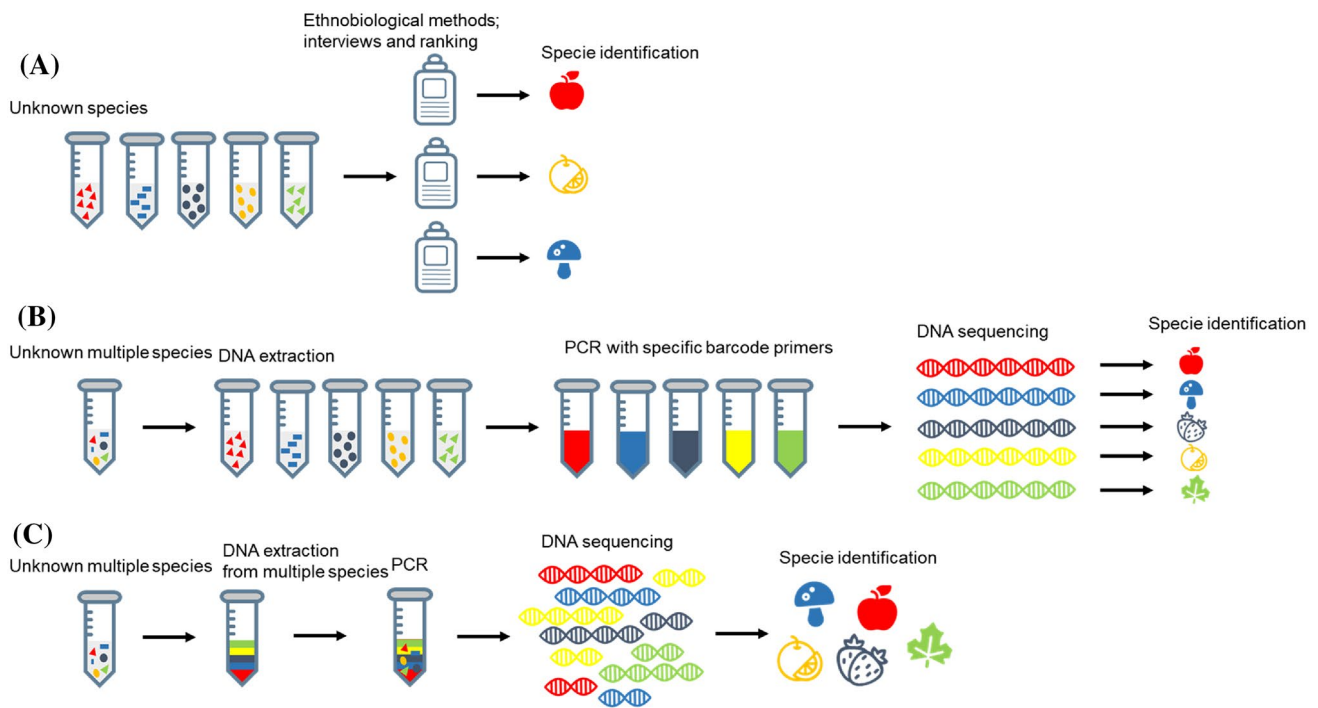 (A)
Unknown species
Ethnobiological methods;
interviews and ranking
Specie identification
(B)
Unknown multiple species
DNA extraction
PCR with specific barcode primers
DNA sequencing
Specie identification
(C)
Unknown multiple species
DNA extraction
from multiple species
PCR
DNA sequencing
Specie identification